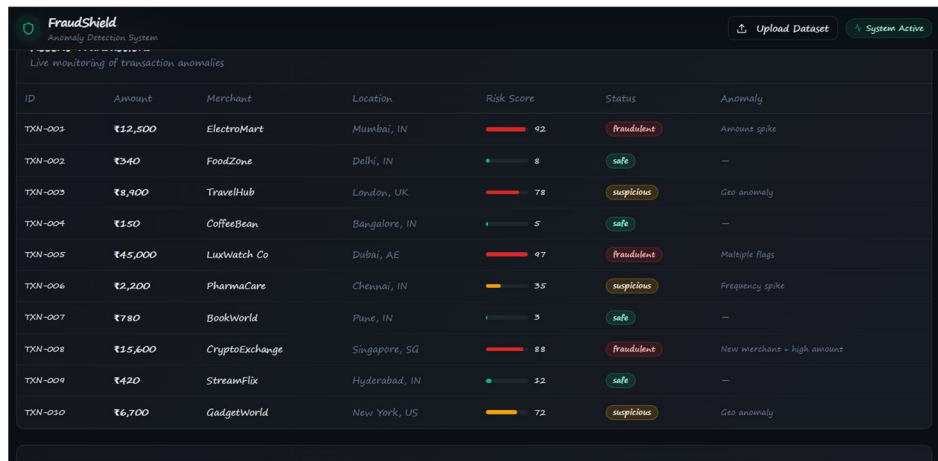 FraudShield
Anomaly Detection System
Upload Dataset
System Active
Live monitoring of transaction anomalies
ID Amount Merchant Location Risk Score Status Anomaly
TXN-001 ₹12,500 ElectroMart Mumbai, IN 92 fraudulent Amount spike
TXN-002 ₹340 FoodZone Delhi, IN 8 safe —
TXN-003 ₹8,900 TravelHub London, UK 78 suspicious Geo anomaly
TXN-004 ₹150 CoffeeBean Bangalore, IN 5 safe —
TXN-005 ₹45,000 LuxWatch Co Dubai, AE 97 fraudulent Multiple flags
TXN-006 ₹2,200 PharmaCare Chennai, IN 35 suspicious Frequency spike
TXN-007 ₹780 BookWorld Pune, IN 3 safe —
TXN-008 ₹15,600 CryptoExchange Singapore, SG 88 fraudulent New merchant + high amount
TXN-009 ₹420 StreamFlix Hyderabad, IN 12 safe —
TXN-010 ₹6,700 GadgetWorld New York, US 72 suspicious Geo anomaly